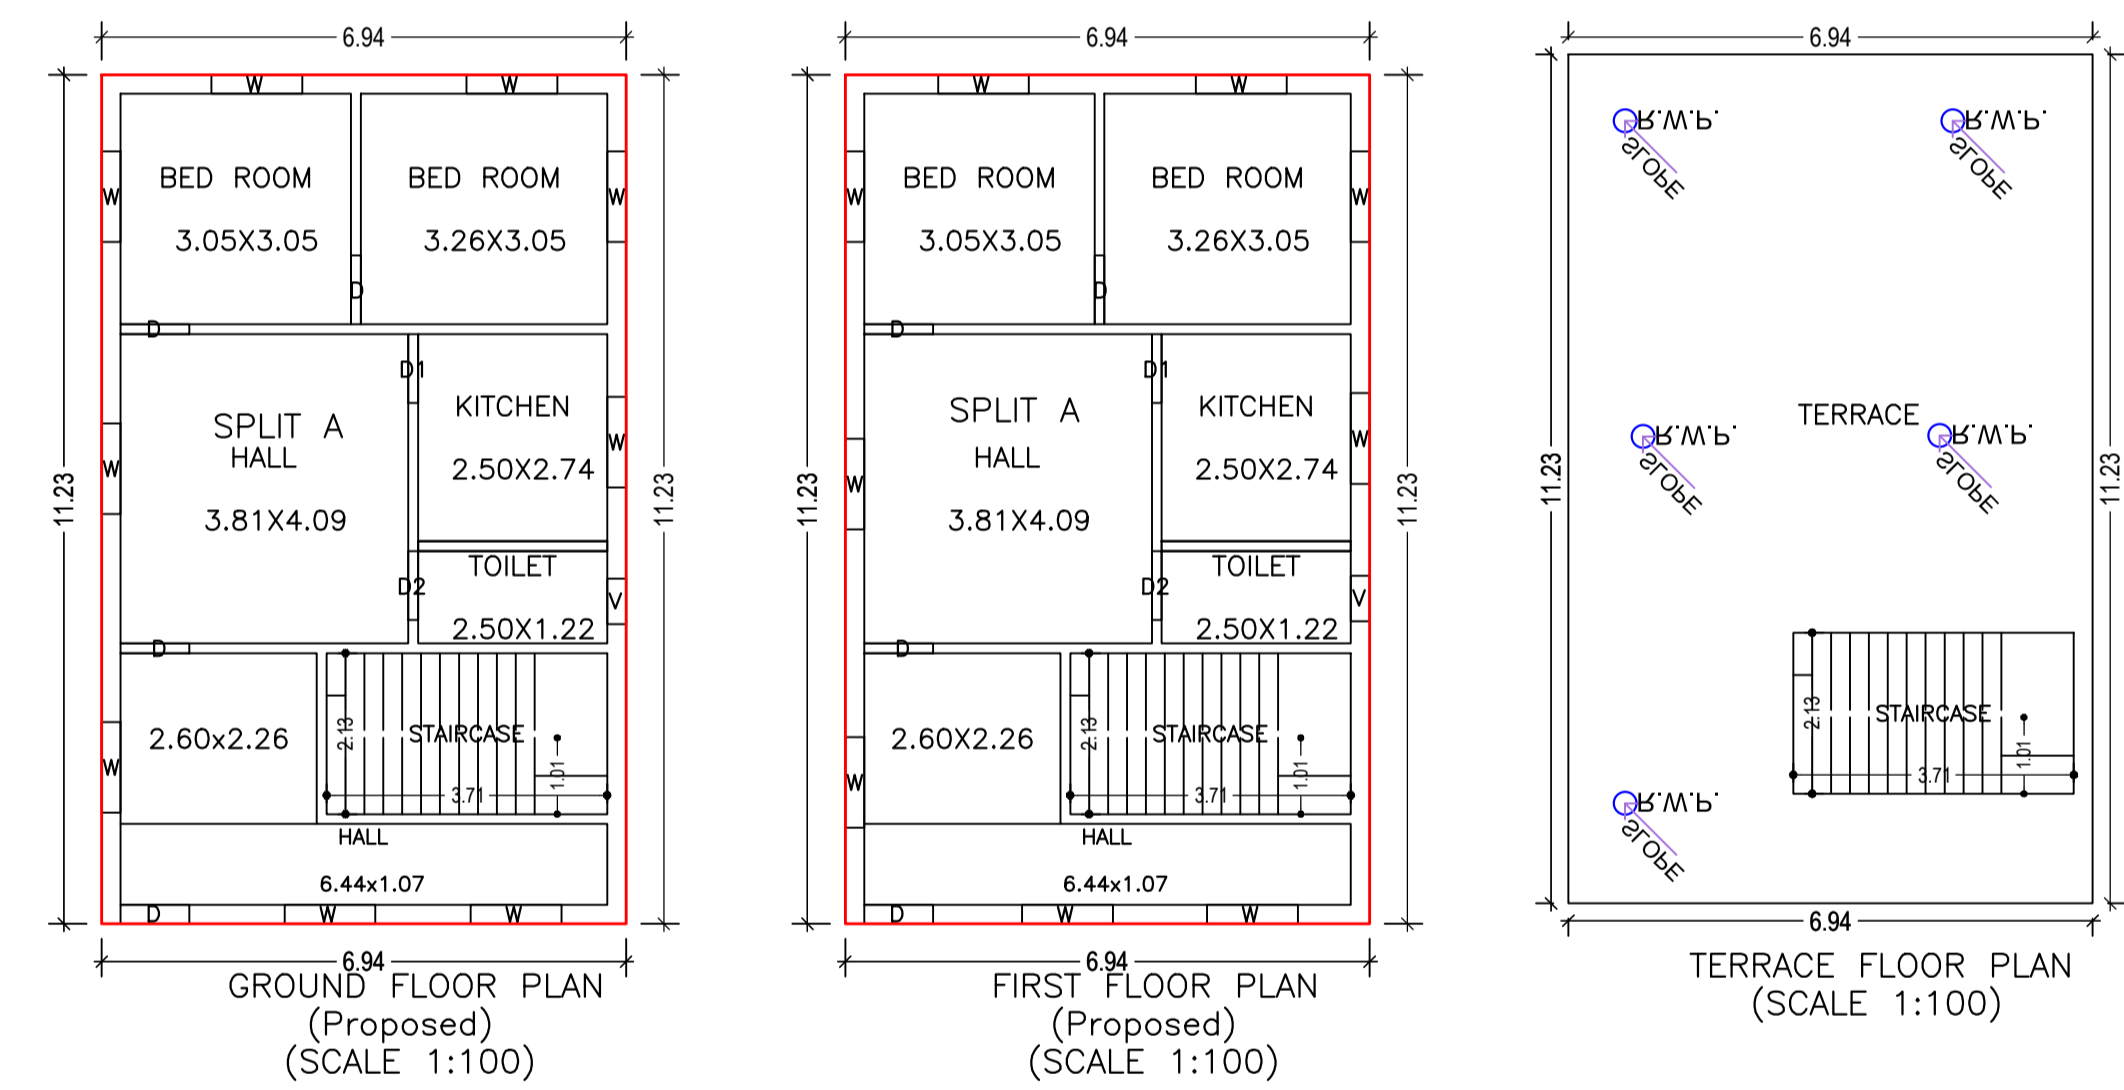 6.94
W
W
BED ROOM
BED ROOM
W
W
3.05X3.05
3.26X3.05
D
D
D1
SPLIT A
KITCHEN
HALL
W
W
2.50X2.74
11.23
11.23
3.81X4.09
TOILET
D2
V
2.50X1.22
D
2.60x2.26
2.13
STAIRCASE
W
1.01
3.71
HALL
6.44x1.07
D
W
W
6.94
GROUND FLOOR PLAN
(Proposed)
(SCALE 1:100)
6.94
W
W
BED ROOM
BED ROOM
W
W
3.05X3.05
3.26X3.05
D
D
D1
SPLIT A
KITCHEN
HALL
W
W
2.50X2.74
11.23
11.23
3.81X4.09
TOILET
D2
V
2.50X1.22
D
2.60X2.26
2.13
STAIRCASE
W
1.01
3.71
HALL
6.44x1.07
D
W
W
6.94
FIRST FLOOR PLAN
(Proposed)
(SCALE 1:100)
6.94
R.W.P.
R.W.P.
SLOPE
SLOPE
TERRACE
R.W.P.
R.W.P.
SLOPE
SLOPE
11.23
11.23
2.13
STAIRCASE
1.01
3.71
R.W.P.
SLOPE
6.94
TERRACE FLOOR PLAN
(SCALE 1:100)